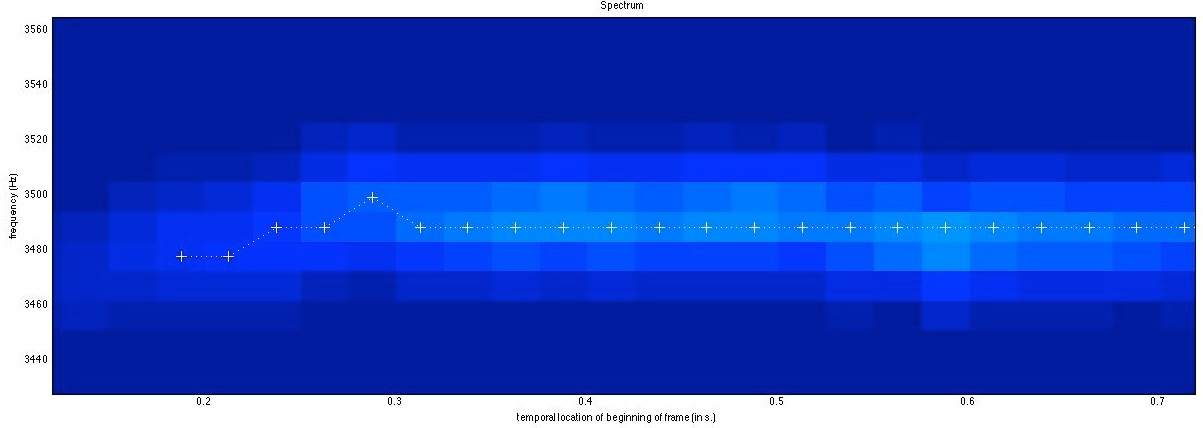 Spectrum
3560
3540
3520
3500
3480
3460
3440
frequency (Hz)
0.2 0.3 0.4 0.5 0.6 0.7
temporal location of beginning of frame (in s.)